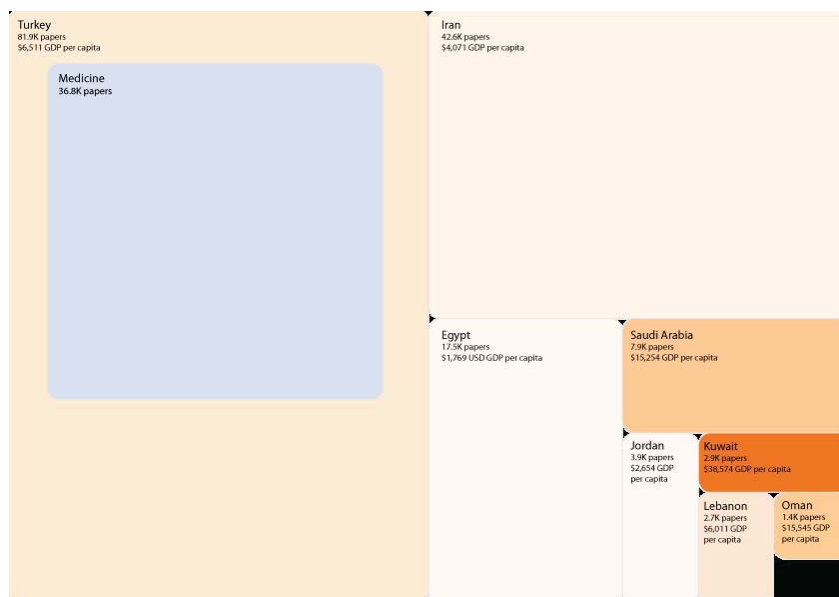 Turkey
81.9K papers
$6,511 GDP per capita
Medicine
36.8K papers
Iran
42.6K papers
$4,071 GDP per capita
Egypt
17.5K papers
$1,769 USD GDP per capita
Saudi Arabia
7.9K papers
$15,254 GDP per capita
Jordan
3.9K papers
$2,654 GDP
per capita
Kuwait
2.9K papers
$38,574 GDP per capita
Lebanon
2.7K papers
$6,011 GDP
per capita
Oman
1.4K papers
$15,545 GDP
per capita